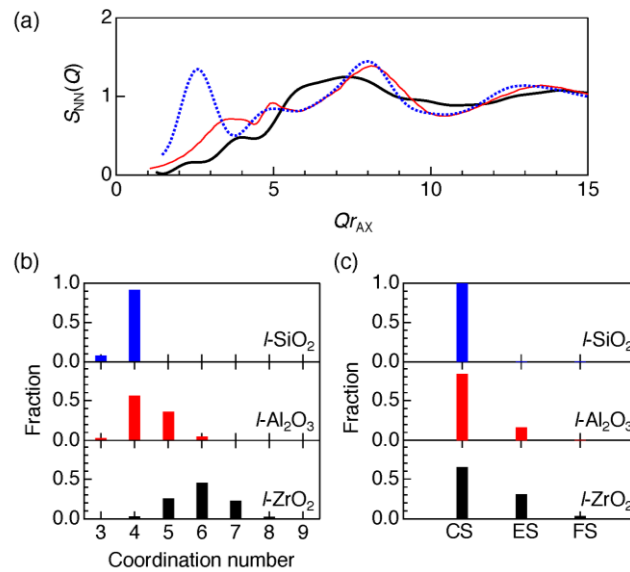 (a)
2
1
0
S_NN(Q)
0 5 10 15
Qr_AX
(b)
1.0
0.5
0.0
l-SiO₂
0.5
0.0
l-Al₂O₃
0.5
0.0
l-ZrO₂
3 4 5 6 7 8 9
Fraction
Coordination number
(c)
1.0
0.5
0.0
l-SiO₂
0.5
0.0
l-Al₂O₃
0.5
0.0
l-ZrO₂
CS ES FS
Fraction